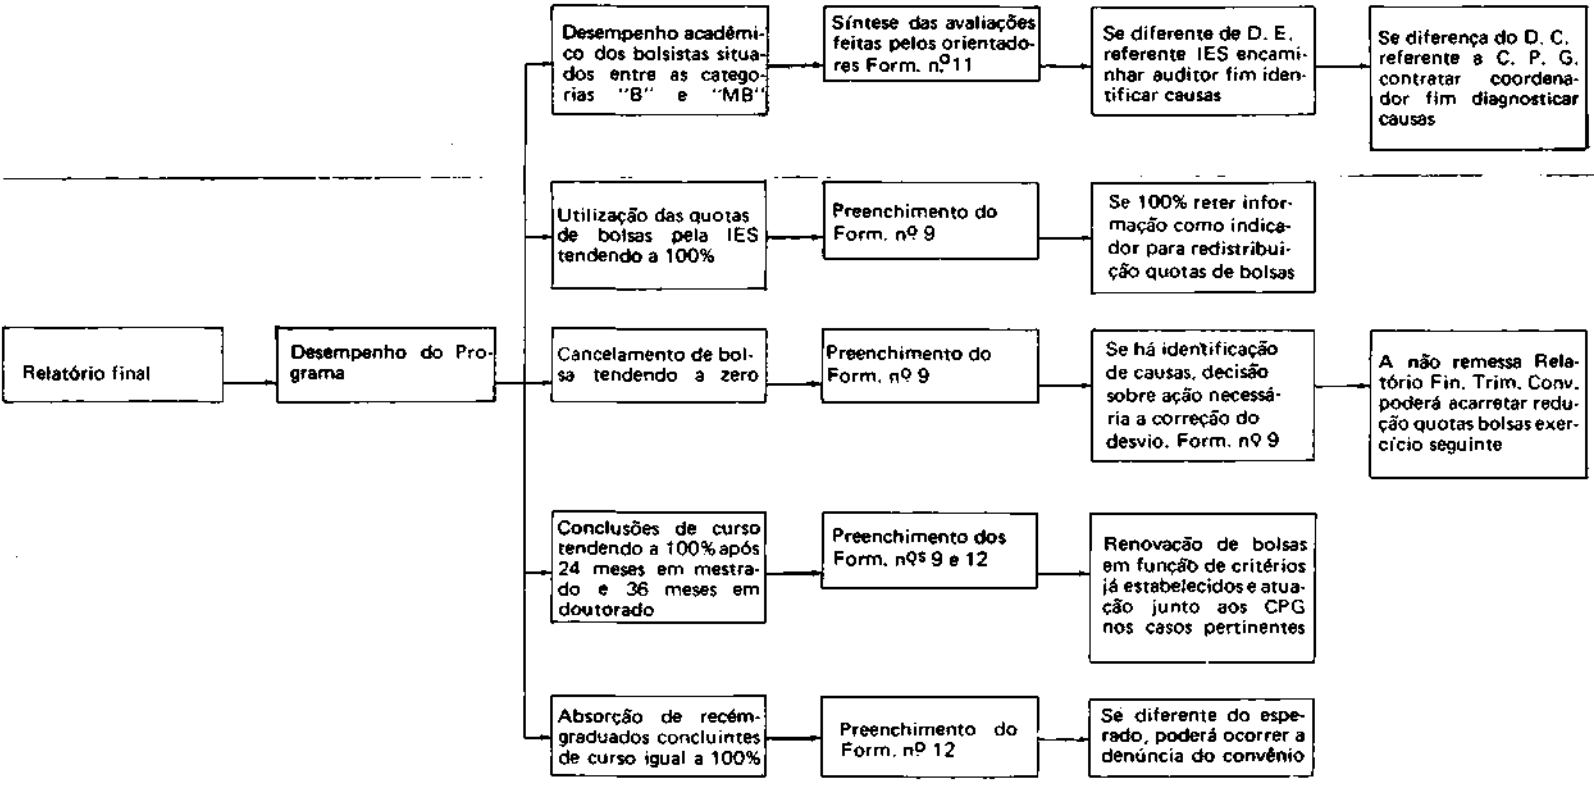 Relatório final
Desempenho do Pro-
grama
Desempenho acadêmi-
co dos bolsistas situa-
dos entre as catego-
rias "B" e "MB"
Síntese das avaliações
feitas pelos orientado-
res Form. nº 11
Se diferente de D. E.
referente IES encami-
nhar auditor fim iden-
tificar causas
Se diferença do D. C.
referente a C. P. G.
contratar coordena-
dor fim diagnosticar
causas
Utilização das quotas
de bolsas pela IES
tendendo a 100%
Preenchimento do
Form. nº 9
Se 100% reter infor-
mação como indica-
dor para redistribui-
ção quotas de bolsas
Cancelamento de bol-
sa tendendo a zero
Preenchimento do
Form. nº 9
Se há identificação
de causas, decisão
sobre ação necessá-
ria a correção do
desvio. Form. nº 9
A não remessa Rela-
tório Fin. Trim. Conv.
poderá acarretar redu-
ção quotas bolsas exer-
cício seguinte
Conclusões de curso
tendendo a 100% após
24 meses em mestra-
do e 36 meses em
doutorado
Preenchimento dos
Form. nºs 9 e 12
Renovação de bolsas
em função de critérios
já estabelecidos e atua-
ção junto aos CPG
nos casos pertinentes
Absorção de recém-
graduados concluintes
de curso igual a 100%
Preenchimento do
Form. nº 12
Se diferente do espe-
rado, poderá ocorrer a
denúncia do convênio